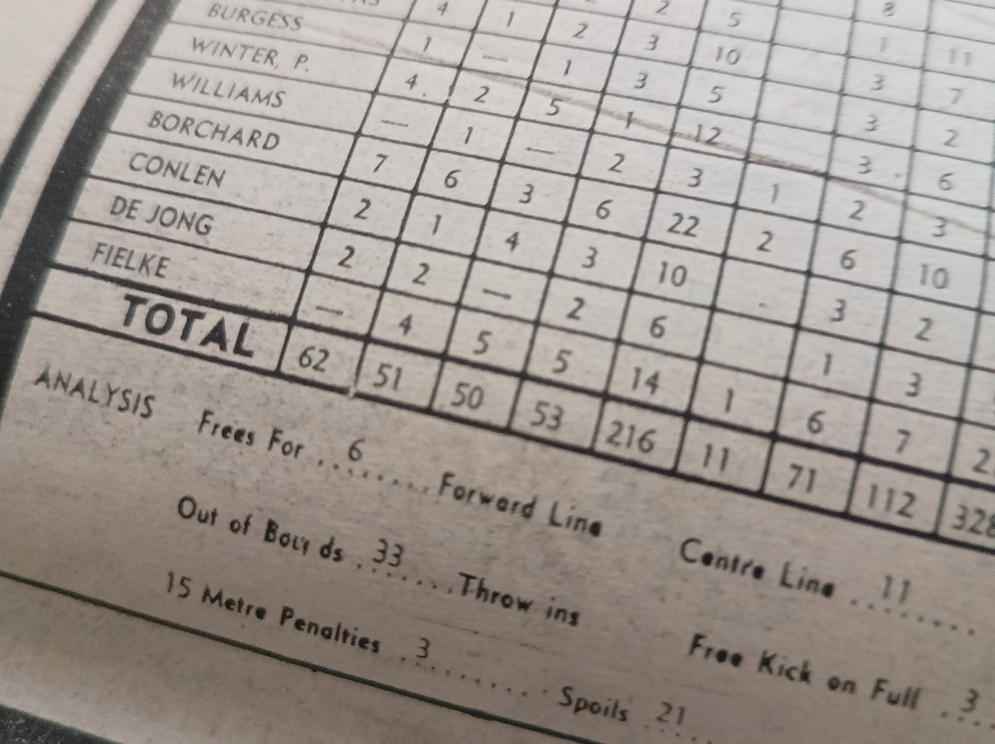 8
2 5 1 11
4 1 2 3 10 3 7
BURGESS 1 — 1 3 5 3 2
WINTER, P. 4 2 5 1 12 3 6
WILLIAMS — 1 — 2 3 1 2 3
BORCHARD 7 6 3 6 22 2 6 10
CONLEN 2 1 4 3 10 - 3 2
DE JONG 2 2 — 2 6 1 3
FIELKE — 4 5 5 14 1 6 7
TOTAL 62 51 50 53 216 11 71 112 328
ANALYSIS Frees For ..6...... Forward Line Centre Line ..11......
Out of Bounds .33...... Throw ins Free Kick on Full .3..
15 Metre Penalties .3......... Spoils .21...